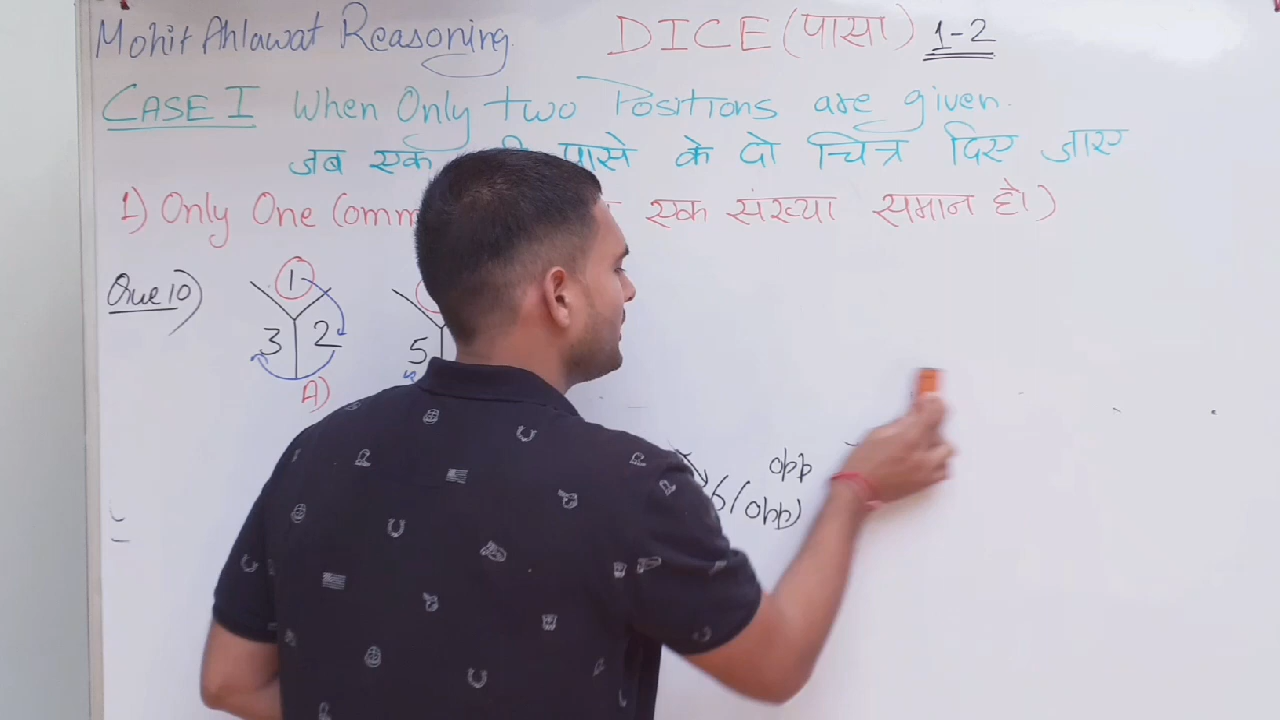 Mohit Ahlawat Reasoning DICE (पासा) 1-2
CASE I When Only two Positions are given.
जब एक पासे के दो चित्र दिए जाए
1) Only One एक संख्या समान हो।)
Que 10) 1
3 2 5
A)
opp
6(opp)